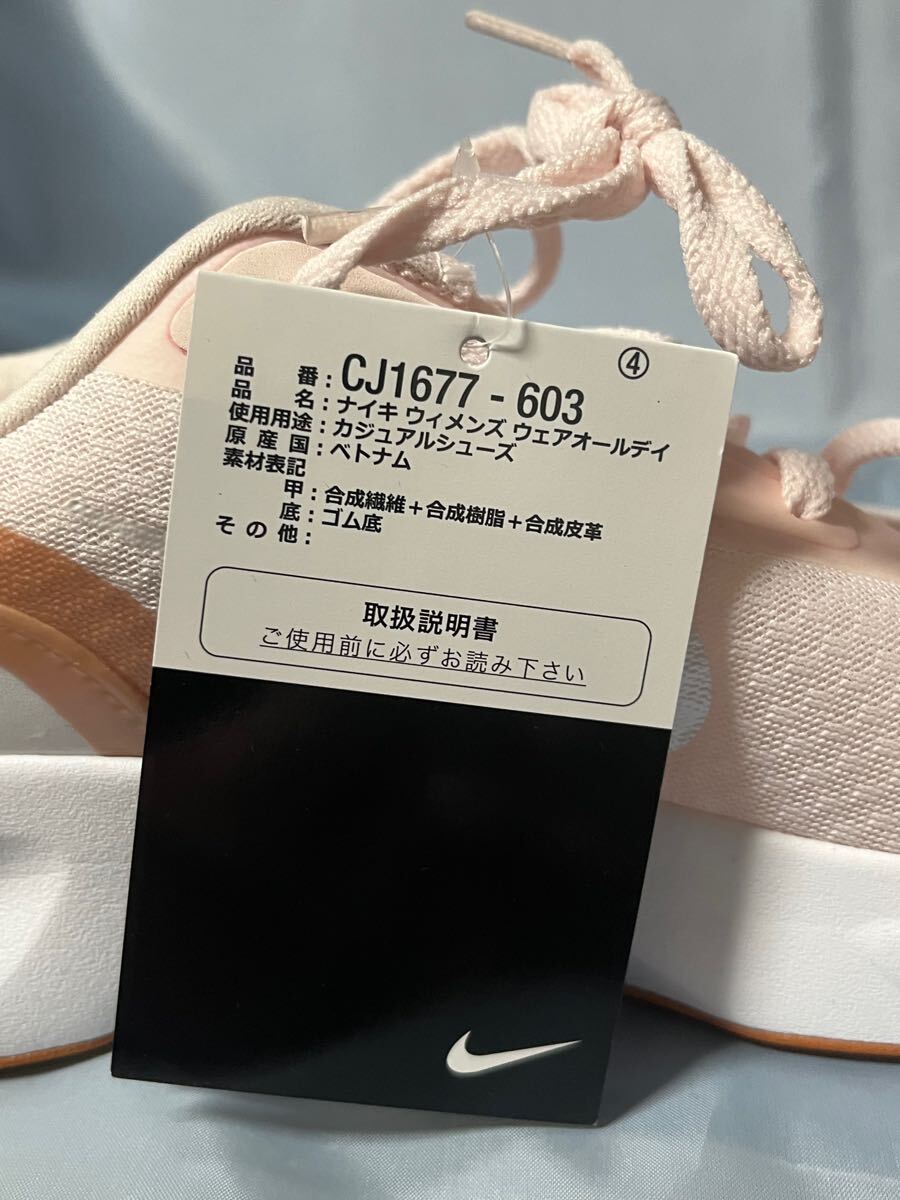 ④
品番：CJ1677 - 603
品名：ナイキ ウィメンズ ウェアオールデイ
使用用途：カジュアルシューズ
原産国：ベトナム
素材表記
甲：合成繊維＋合成樹脂＋合成皮革
底：ゴム底
その他：
取扱説明書
ご使用前に必ずお読み下さい